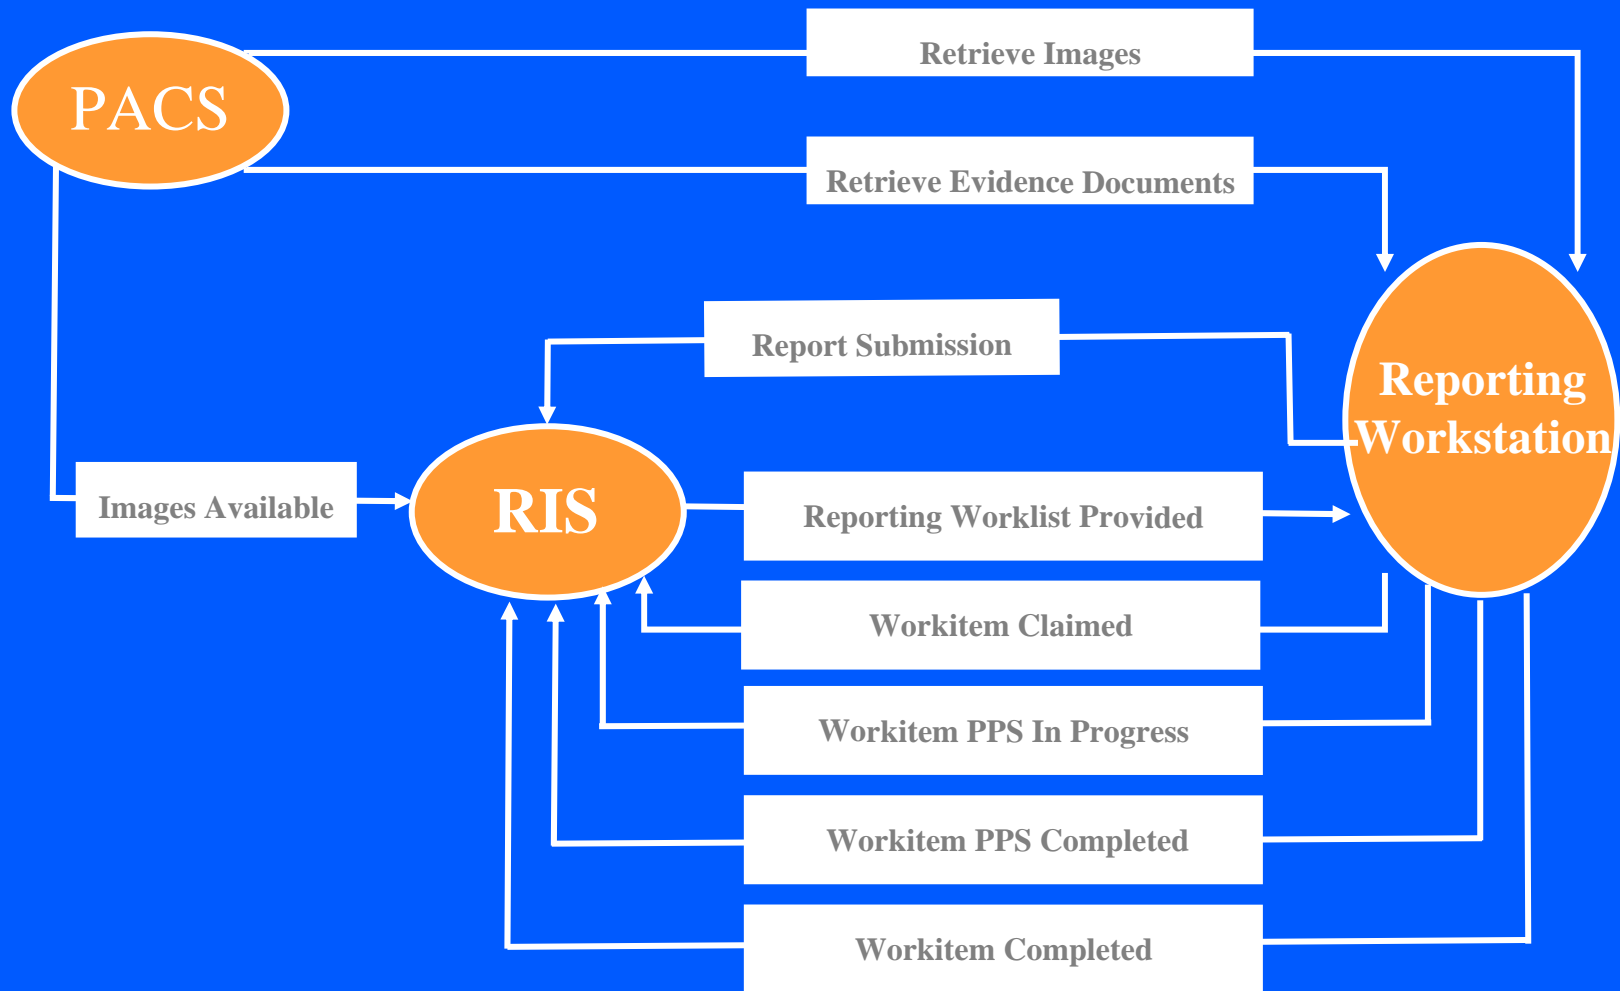 Retrieve Images
PACS
Retrieve Evidence Documents
Report Submission
Reporting
Workstation
Images Available
RIS
Reporting Worklist Provided
Workitem Claimed
Workitem PPS In Progress
Workitem PPS Completed
Workitem Completed